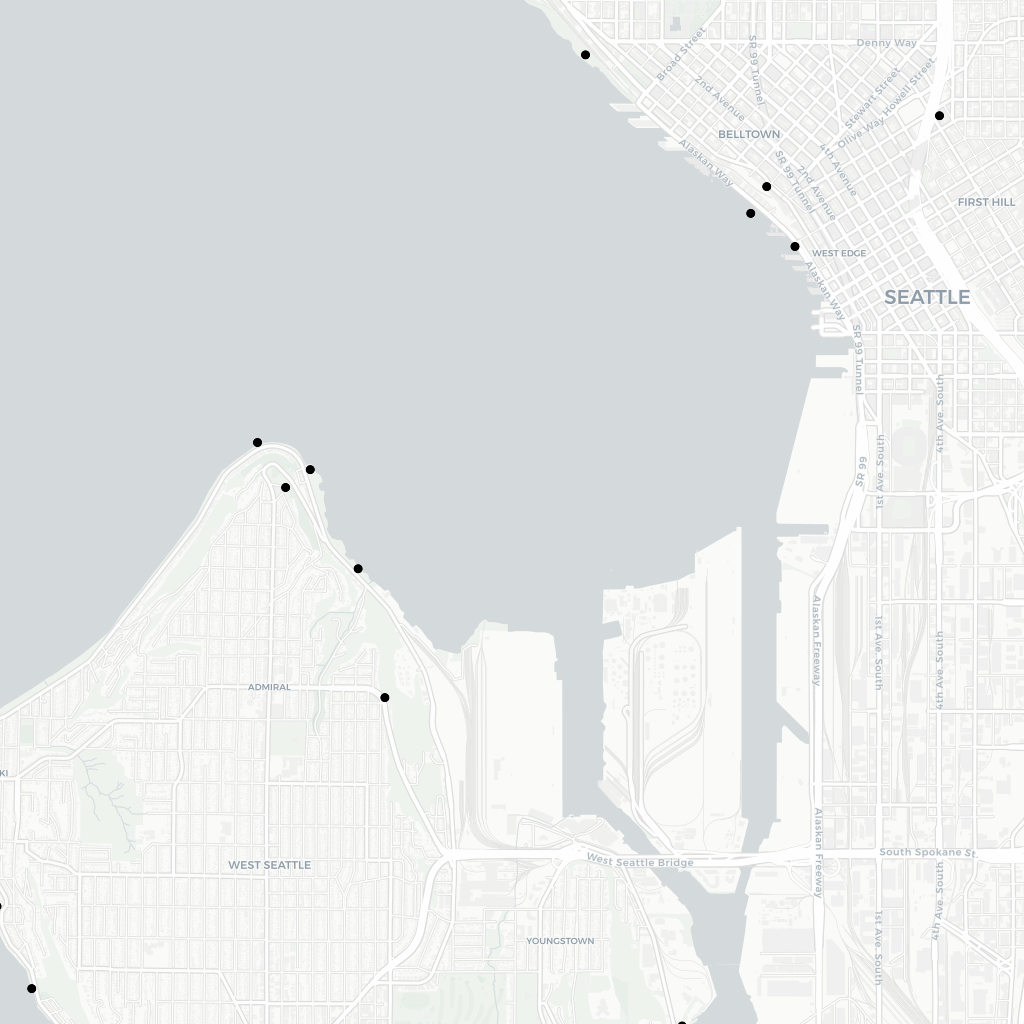 Denny Way
Broad Street
SR 99 Tunnel
2nd Avenue
Stewart Street
Olive Way
Howell Street
BELLTOWN
Alaskan Way
4th Avenue
SR 99 Tunnel
2nd Avenue
FIRST HILL
WEST EDGE
Alaskan Way
SEATTLE
SR 99 Tunnel
4th Ave. South
SR 99
1st Ave. South
Alaskan Freeway
1st Ave. South
4th Ave. South
ADMIRAL
KI
Alaskan Freeway
South Spokane St.
West Seattle Bridge
WEST SEATTLE
4th Ave. South
1st Ave. South
YOUNGSTOWN